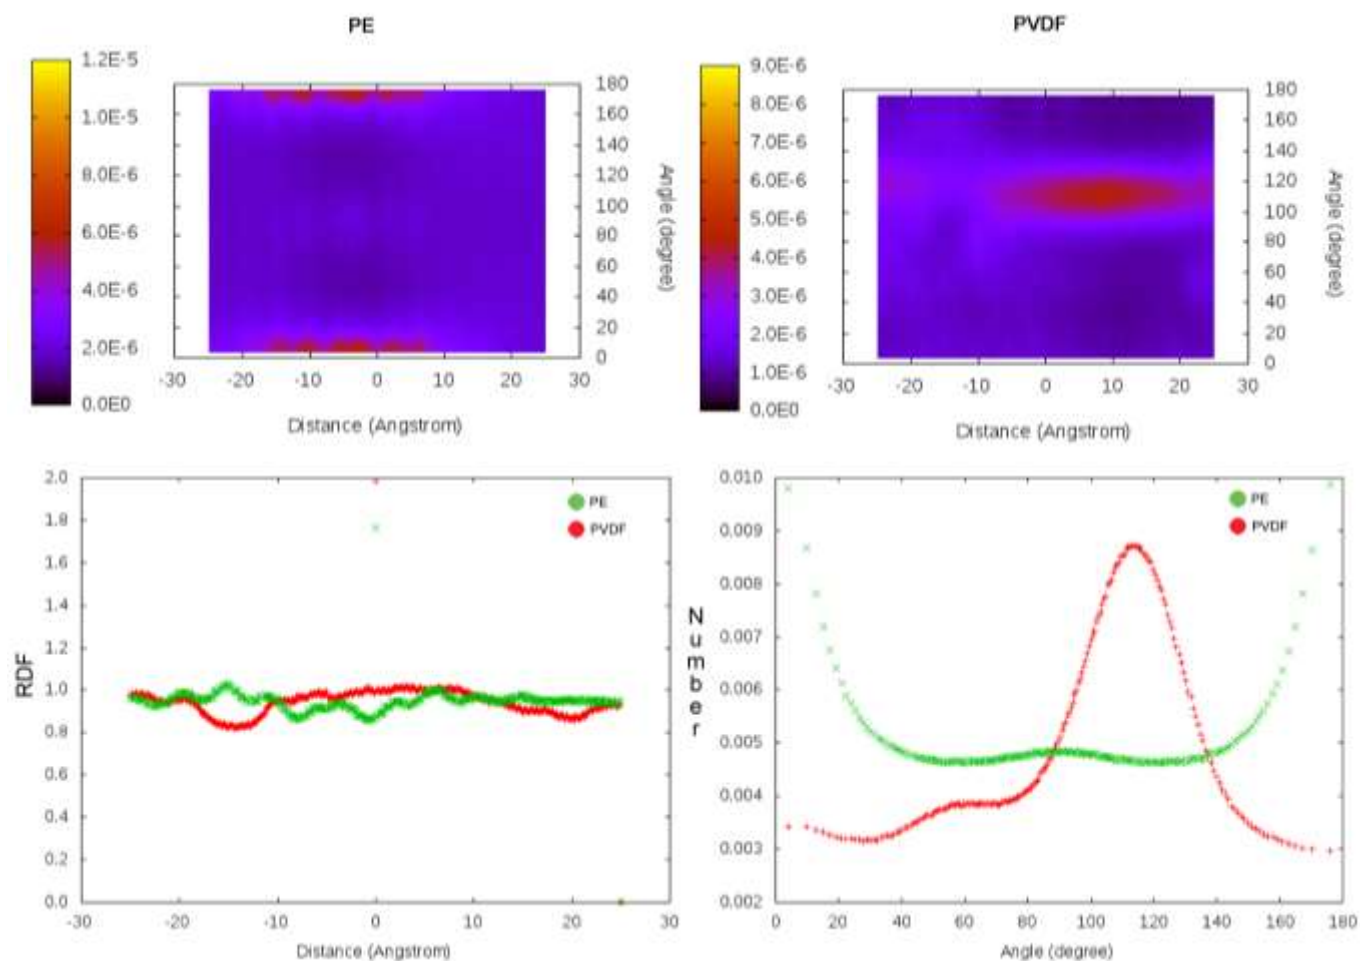 PE
1.2E-5
1.0E-5
8.0E-6
6.0E-6
4.0E-6
2.0E-6
0.0E0
180
160
140
120
100
80
60
40
20
0
Angle (degree)
-30 -20 -10 0 10 20 30
Distance (Angstrom)
PVDF
9.0E-6
8.0E-6
7.0E-6
6.0E-6
5.0E-6
4.0E-6
3.0E-6
2.0E-6
1.0E-6
0.0E0
180
160
140
120
100
80
60
40
20
0
Angle (degree)
-30 -20 -10 0 10 20 30
Distance (Angstrom)
2.0
1.8
1.6
1.4
1.2
1.0
0.8
0.6
0.4
0.2
0.0
RDF
PE
PVDF
-30 -20 -10 0 10 20 30
Distance (Angstrom)
0.010
0.009
0.008
0.007
0.006
0.005
0.004
0.003
0.002
Number
PE
PVDF
0 20 40 60 80 100 120 140 160 180
Angle (degree)